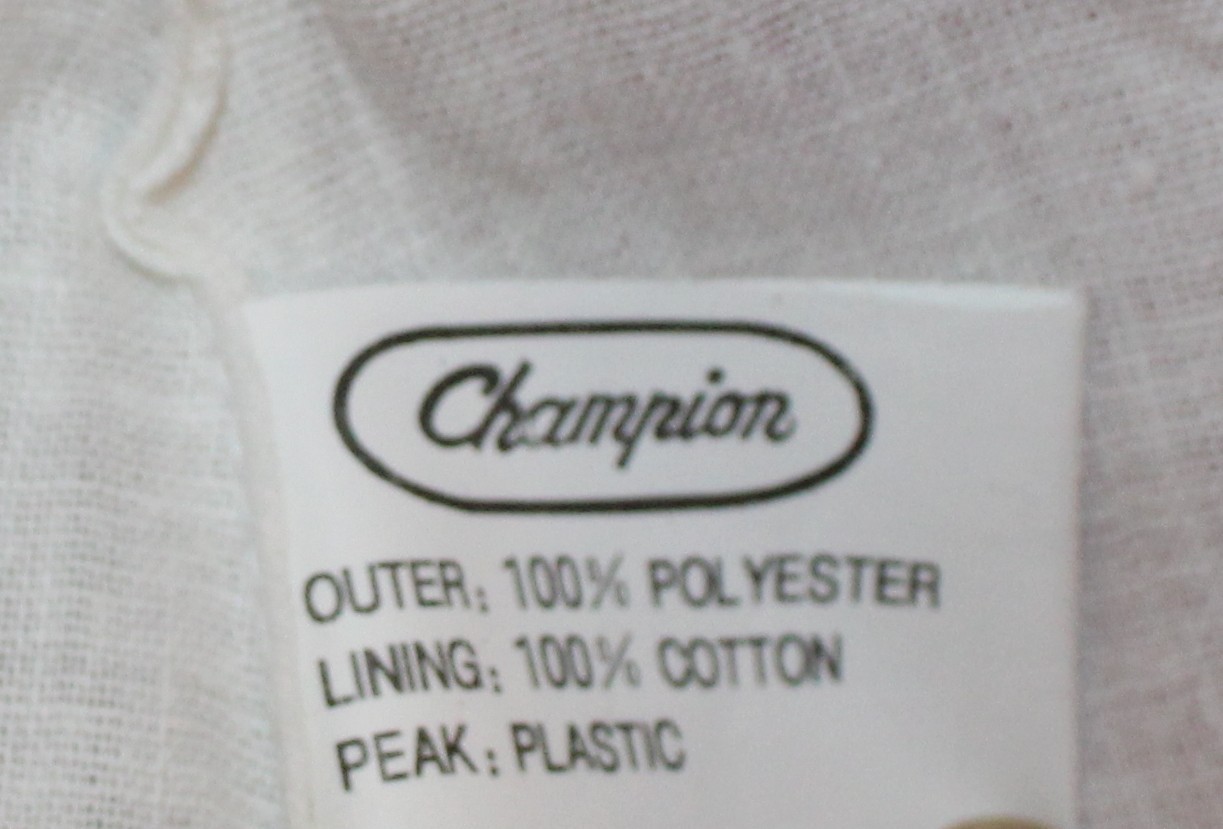 Champion
OUTER: 100% POLYESTER
LINING: 100% COTTON
PEAK: PLASTIC